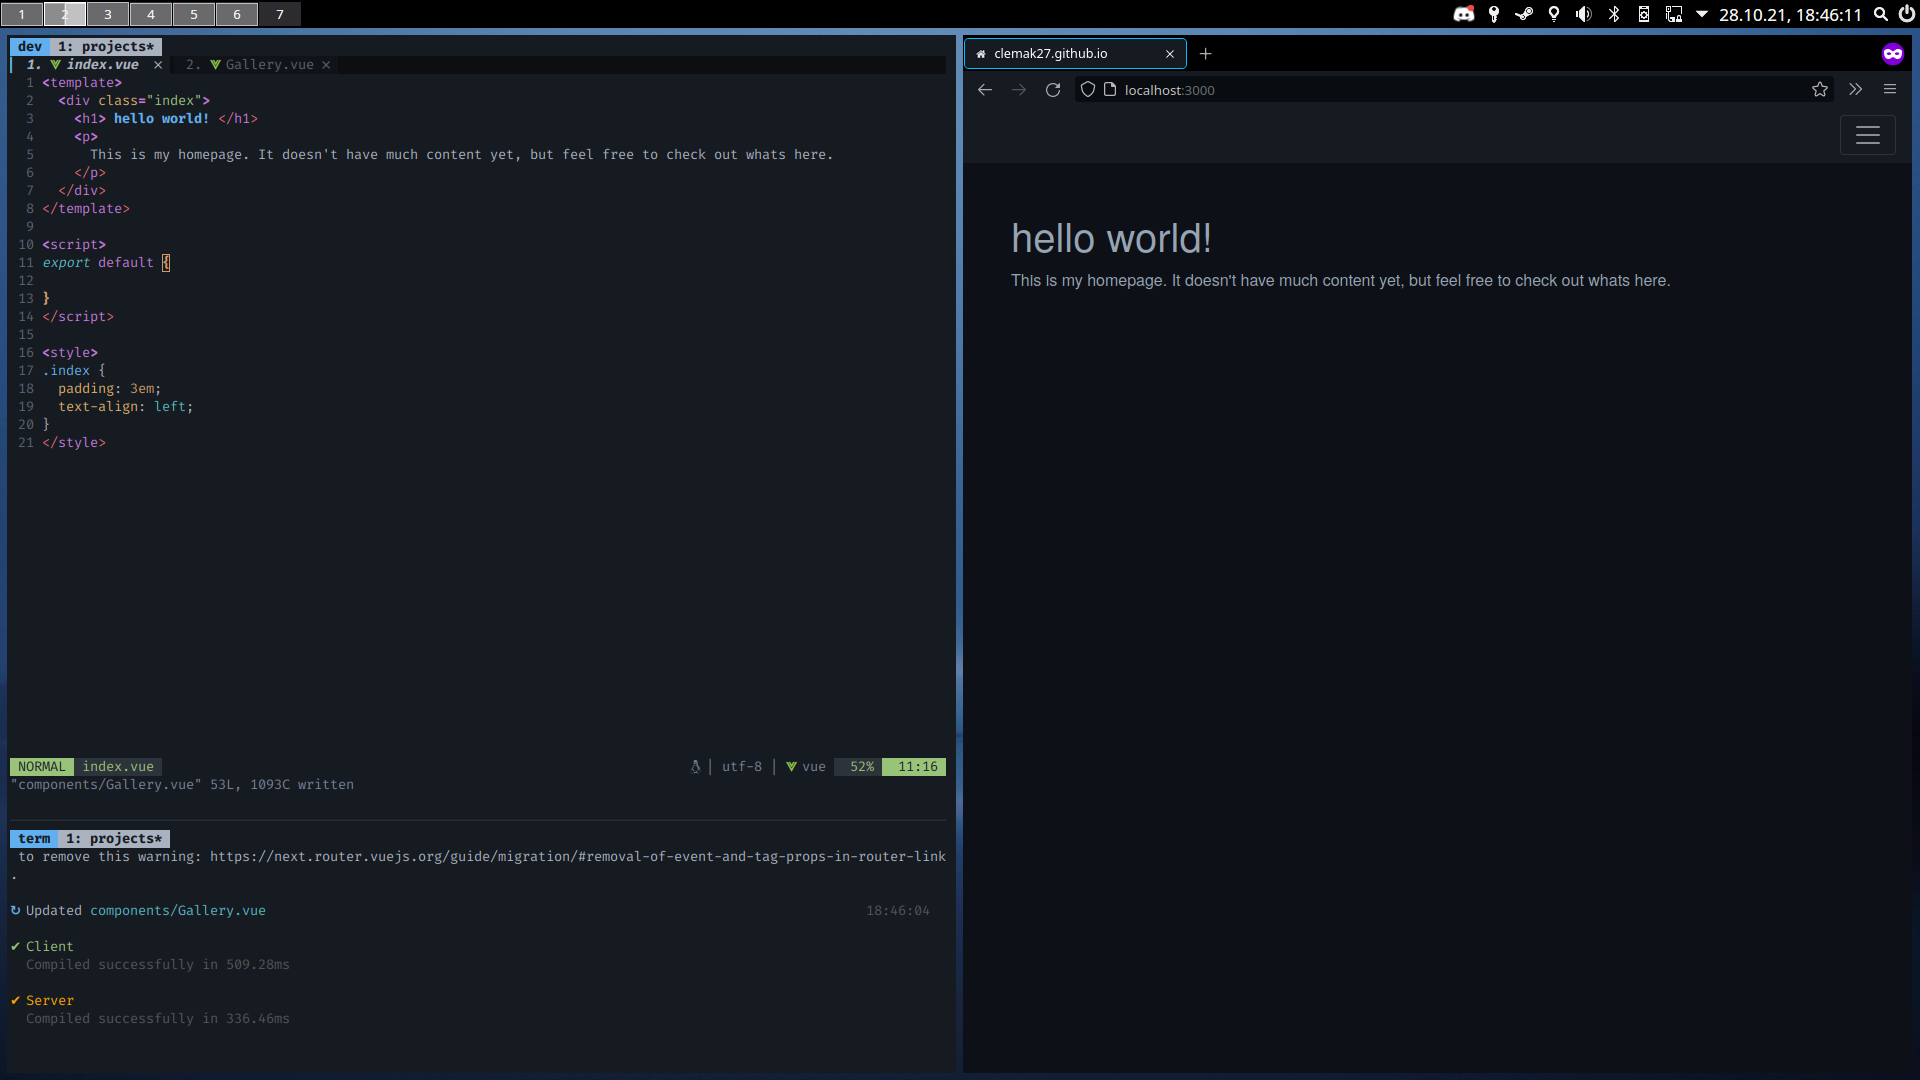 1 2 3 4 5 6 7
28.10.21, 18:46:11
dev 1: projects*
1. index.vue × 2. Gallery.vue ×
1 <template>
2 <div class="index">
3 <h1> hello world! </h1>
4 <p>
5 This is my homepage. It doesn't have much content yet, but feel free to check out whats here.
6 </p>
7 </div>
8 </template>
9
10 <script>
11 export default {
12
13 }
14 </script>
15
16 <style>
17 .index {
18 padding: 3em;
19 text-align: left;
20 }
21 </style>
NORMAL index.vue utf-8 | vue 52% 11:16
"components/Gallery.vue" 53L, 1093C written
term 1: projects*
to remove this warning: https://next.router.vuejs.org/guide/migration/#removal-of-event-and-tag-props-in-router-link
.
↻ Updated components/Gallery.vue 18:46:04
✔ Client
Compiled successfully in 509.28ms
✔ Server
Compiled successfully in 336.46ms
clemak27.github.io
localhost:3000
hello world!
This is my homepage. It doesn't have much content yet, but feel free to check out whats here.